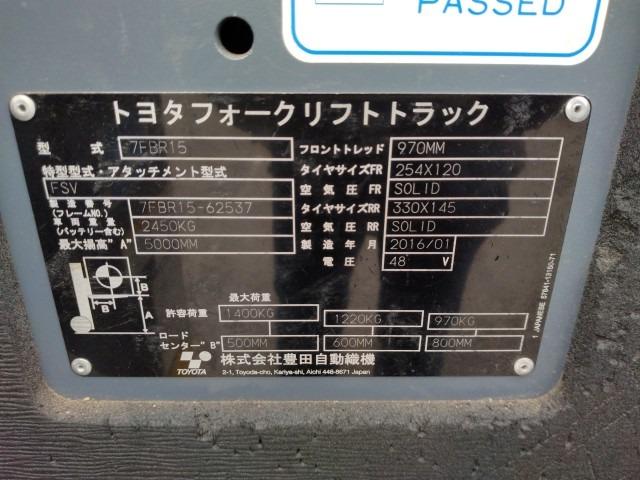 PASSED
トヨタフォークリフトトラック
型 式 7FBR15 フロントトレッド 970MM
特型型式・アタッチメント型式 タイヤサイズFR 254X120
FSV 空気圧 FR SOLID
製造番号 (フレームNO.) 7FBR15-62537 タイヤサイズRR 330X145
車両重量 (バッテリー含む) 2450KG 空気圧 RR SOLID
最大揚高"A" 5000MM 製造年月 2016/01
電圧 48 V
B
B
A
最大荷重
許容荷重 1400KG 1220KG 970KG
ロード
センター"B" 500MM 600MM 800MM
TOYOTA 株式会社豊田自動織機
2-1, Toyoda-cho, Kariya-shi, Aichi 448-8671 Japan
1 JAPANESE 57641-13150-71